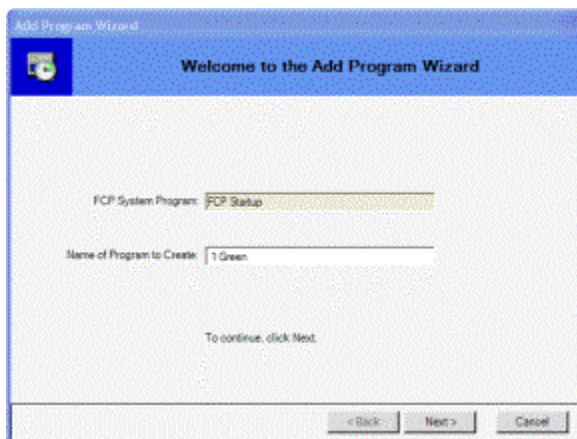 Add Program Wizard
Welcome to the Add Program Wizard
FCP System Program: FCP Startup
Name of Program to Create: 1 Green
To continue, click Next.
< Back Next > Cancel